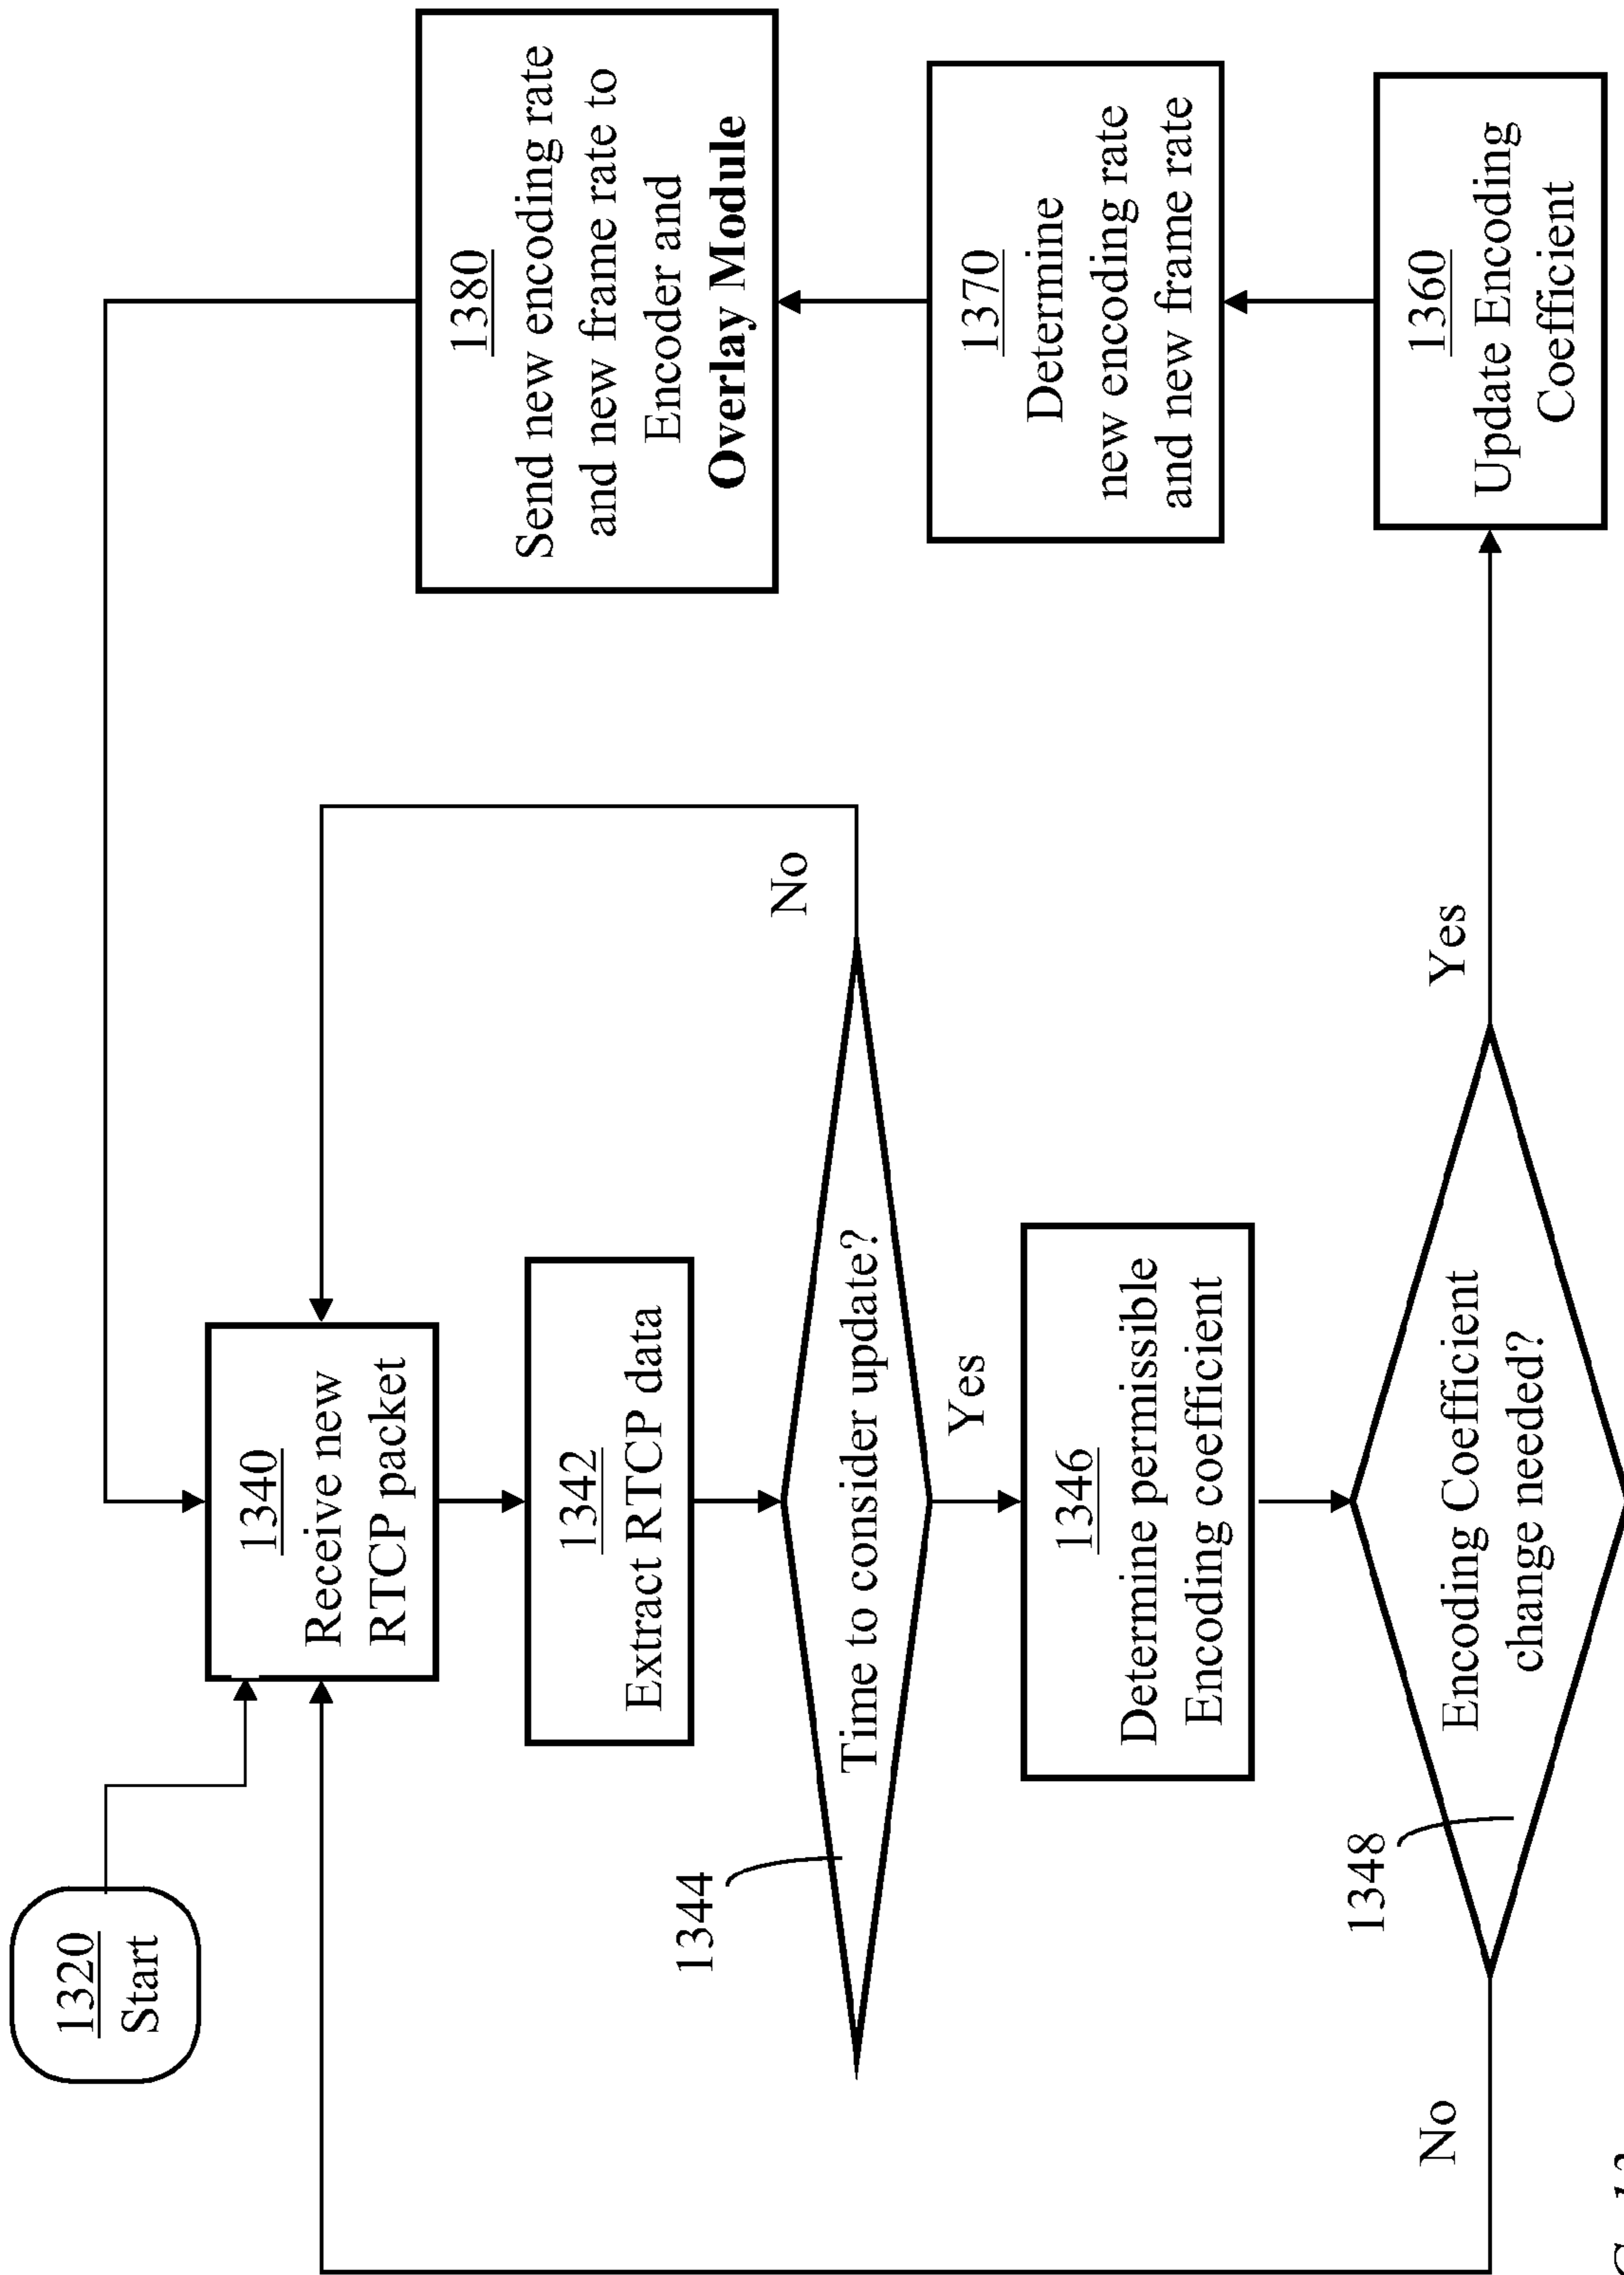 1320
Start
1340
Receive new
RTCP packet
1342
Extract RTCP data
1344
Time to consider update?
No
Yes
1346
Determine permissible
Encoding coefficient
1348
Encoding Coefficient
change needed?
No
Yes
1360
Update Encoding
Coefficient
1370
Determine
new encoding rate
and new frame rate
1380
Send new encoding rate
and new frame rate to
Encoder and
Overlay Module